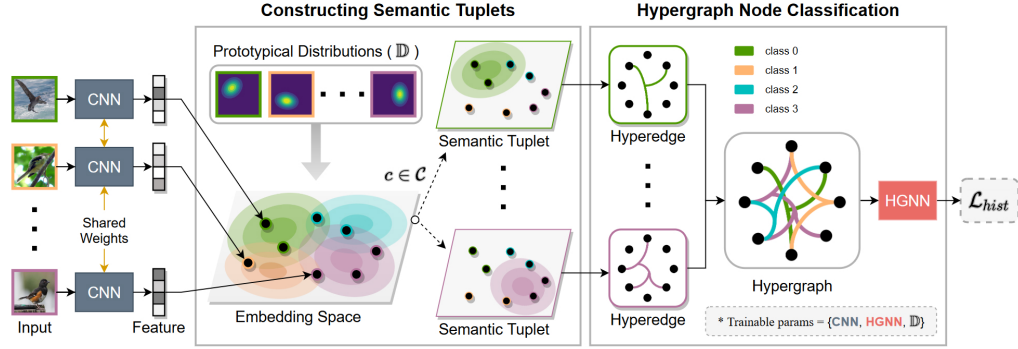 Constructing Semantic Tuplets
Hypergraph Node Classification
Prototypical Distributions ( 𝔻 )
CNN
CNN
Shared
Weights
CNN
Input
Feature
Embedding Space
c ∈ 𝒞
Semantic Tuplet
Semantic Tuplet
Hyperedge
Hyperedge
class 0
class 1
class 2
class 3
Hypergraph
HGNN
𝓛hist
* Trainable params = {CNN, HGNN, 𝔻}